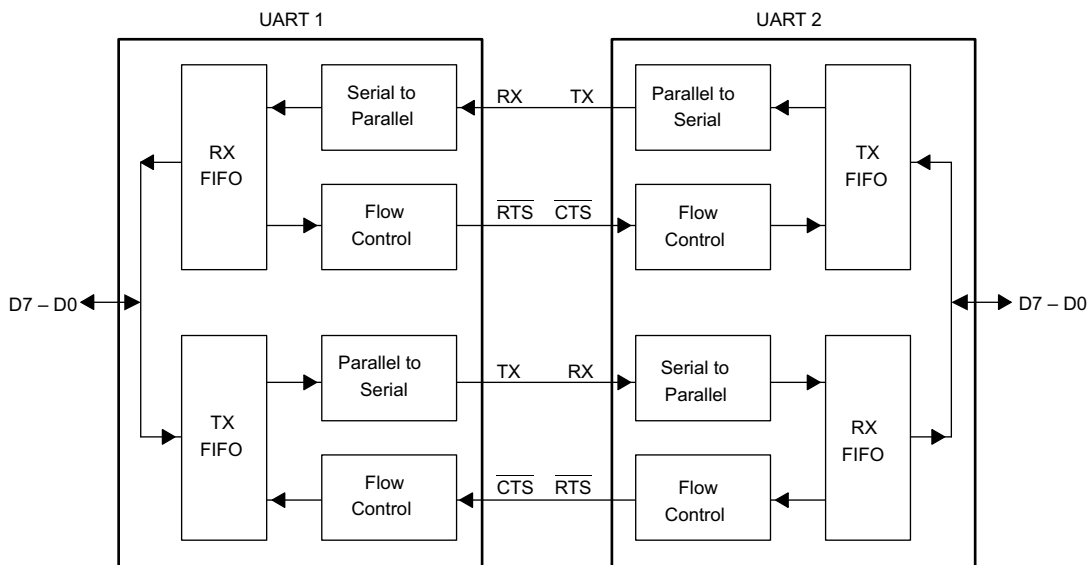 UART 1
UART 2
Serial to
Parallel
RX
TX
Parallel to
Serial
RX
FIFO
TX
FIFO
Flow
Control
RTS
CTS
Flow
Control
D7 – D0
D7 – D0
Parallel to
Serial
TX
RX
Serial to
Parallel
TX
FIFO
RX
FIFO
Flow
Control
CTS
RTS
Flow
Control